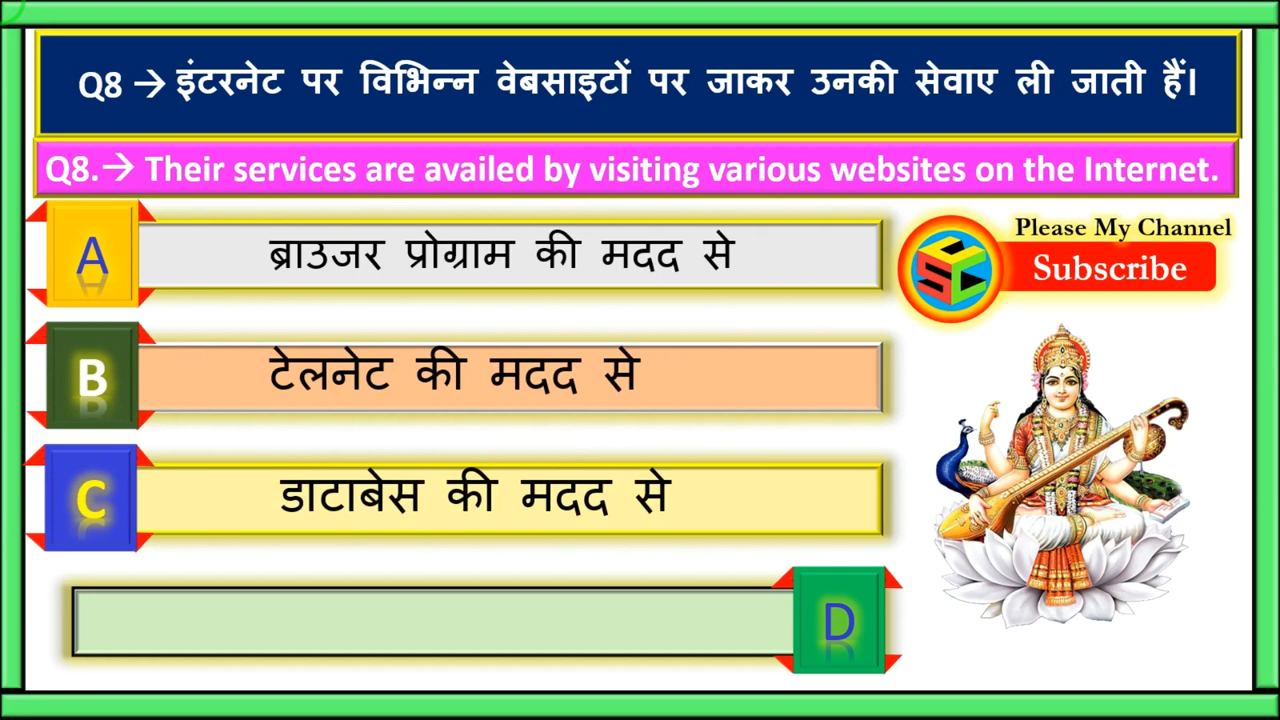 Q8 → इंटरनेट पर विभिन्न वेबसाइटों पर जाकर उनकी सेवाए ली जाती हैं।
Q8.→ Their services are availed by visiting various websites on the Internet.
A ब्राउजर प्रोग्राम की मदद से
Please My Channel
Subscribe
SC
B टेलनेट की मदद से
C डाटाबेस की मदद से
D